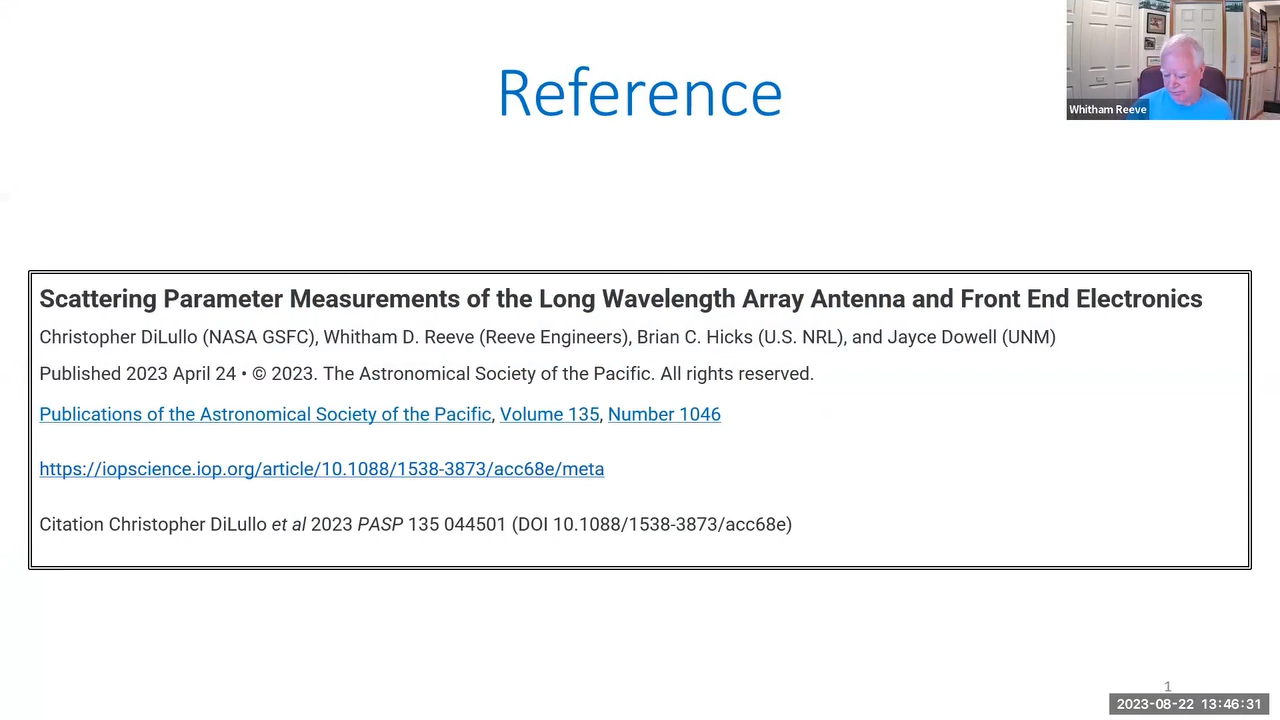 Reference
Whitham Reeve
Scattering Parameter Measurements of the Long Wavelength Array Antenna and Front End Electronics
Christopher DiLullo (NASA GSFC), Whitham D. Reeve (Reeve Engineers), Brian C. Hicks (U.S. NRL), and Jayce Dowell (UNM)
Published 2023 April 24 • © 2023. The Astronomical Society of the Pacific. All rights reserved.
Publications of the Astronomical Society of the Pacific, Volume 135, Number 1046
https://iopscience.iop.org/article/10.1088/1538-3873/acc68e/meta
Citation Christopher DiLullo et al 2023 PASP 135 044501 (DOI 10.1088/1538-3873/acc68e)
1
2023-08-22 13:46:31